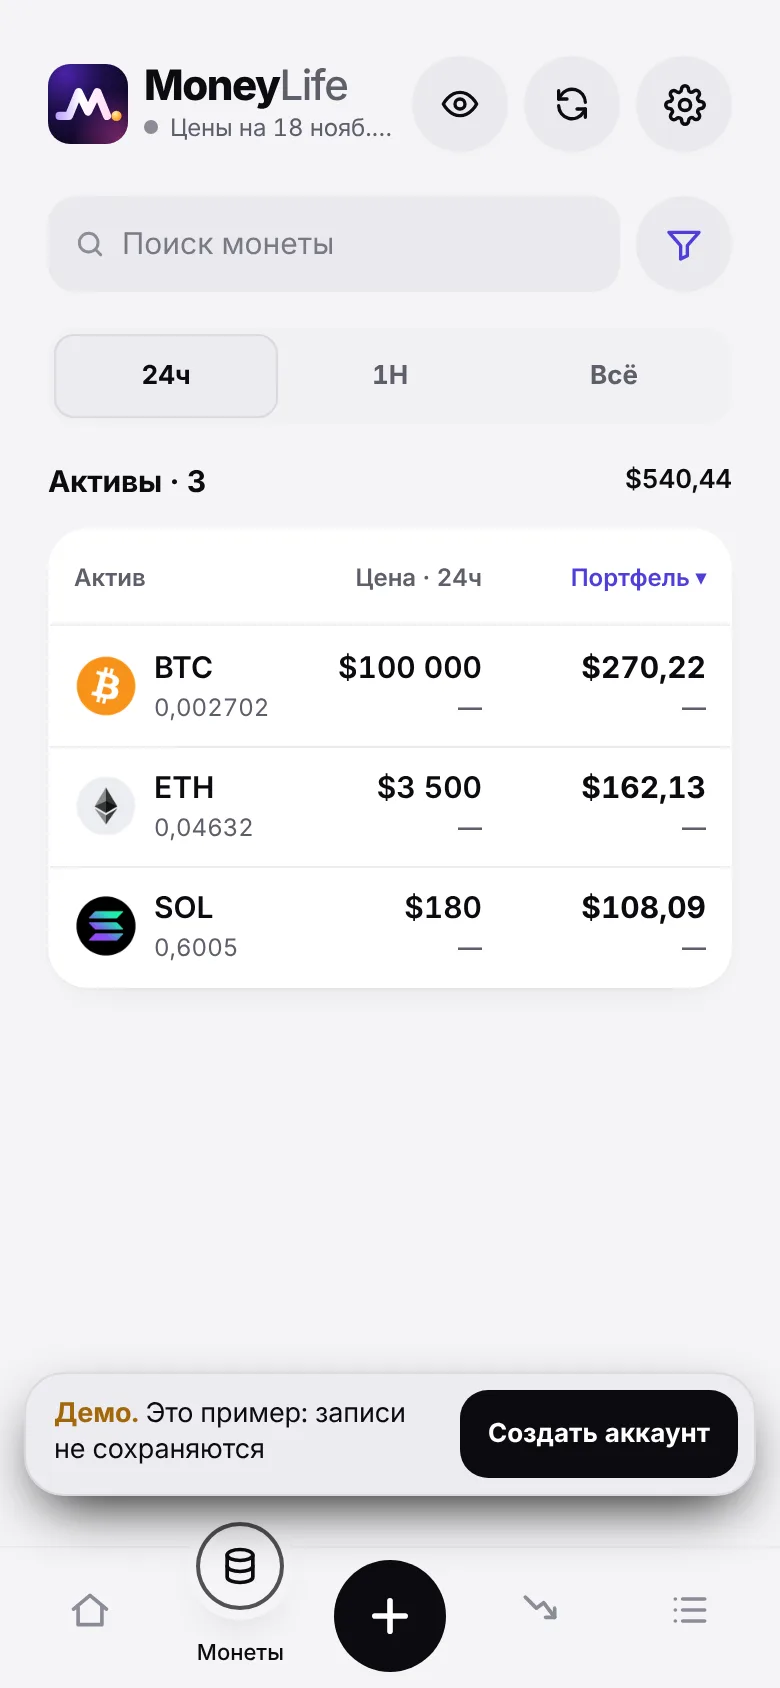 MoneyLife
Цены на 18 нояб....
Поиск монеты
24ч 1Н Всё
Активы · 3 $540,44
Актив Цена · 24ч Портфель ▾
BTC $100 000 $270,22
0,002702 — —
ETH $3 500 $162,13
0,04632 — —
SOL $180 $108,09
0,6005 — —
Демо. Это пример: записи
не сохраняются
Создать аккаунт
Монеты